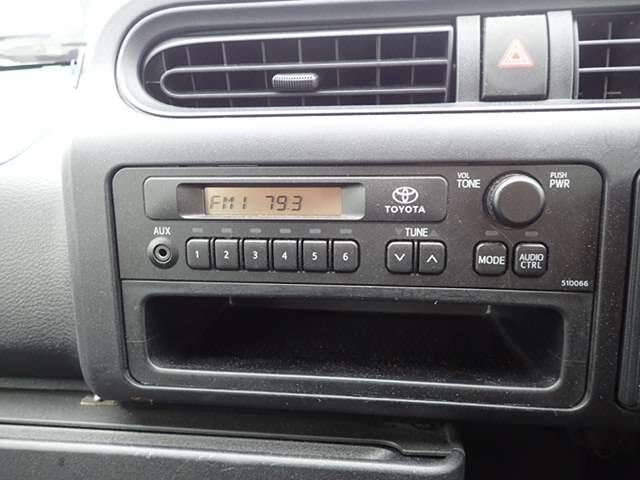 FM1 79.3
TOYOTA
VOL
TONE
PUSH
PWR
AUX
1 2 3 4 5 6
TUNE
MODE
AUDIO
CTRL
510066